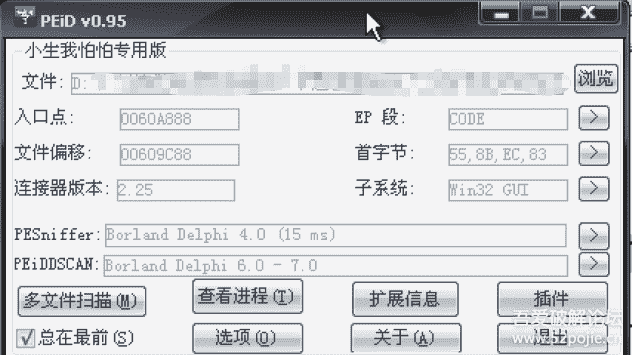 PEiD v0.95
小生我怕怕专用版
文件: D: 浏览
入口点: 0060A888 EP 段: CODE >
文件偏移: 00609C88 首字节: 55,8B,EC,83 >
连接器版本: 2.25 子系统: Win32 GUI >
PESniffer: Borland Delphi 4.0 (15 ms) >
PEiDDSCAN: Borland Delphi 6.0 - 7.0 >
多文件扫描(M) 查看进程(T) 扩展信息 插件
总在最前(S) 选项(O) 关于(A) 退出
吾爱破解论坛
www.52pojie.cn